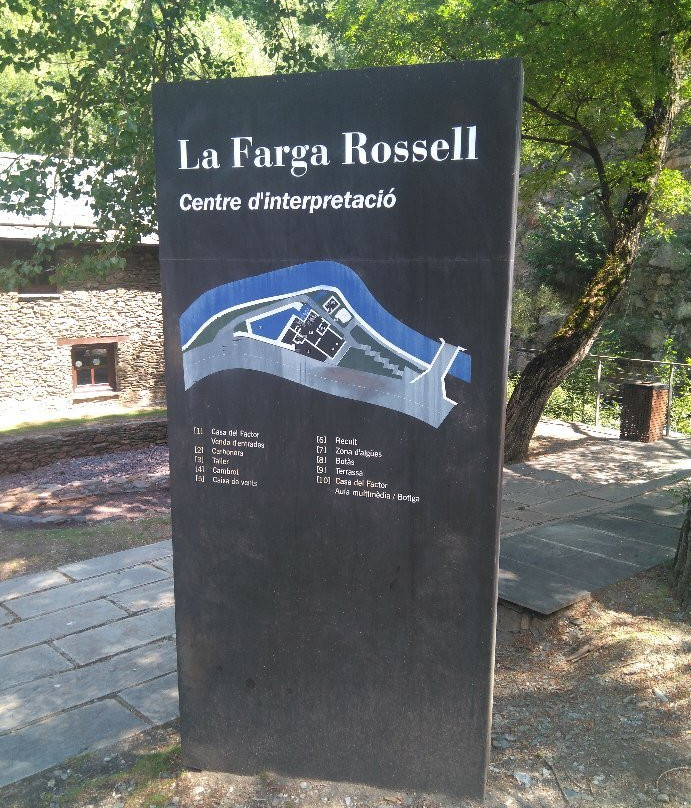 La Farga Rossell
Centre d'interpretació
[1] Casa del Factor
Venda d'entrades
[2] Carbonera
[3] Taller
[4] Cambrot
[5] Caixa de vents
[6] Recuit
[7] Zona d'aigües
[8] Botàs
[9] Terrassa
[10] Casa del Factor
Aula multimèdia / Botiga